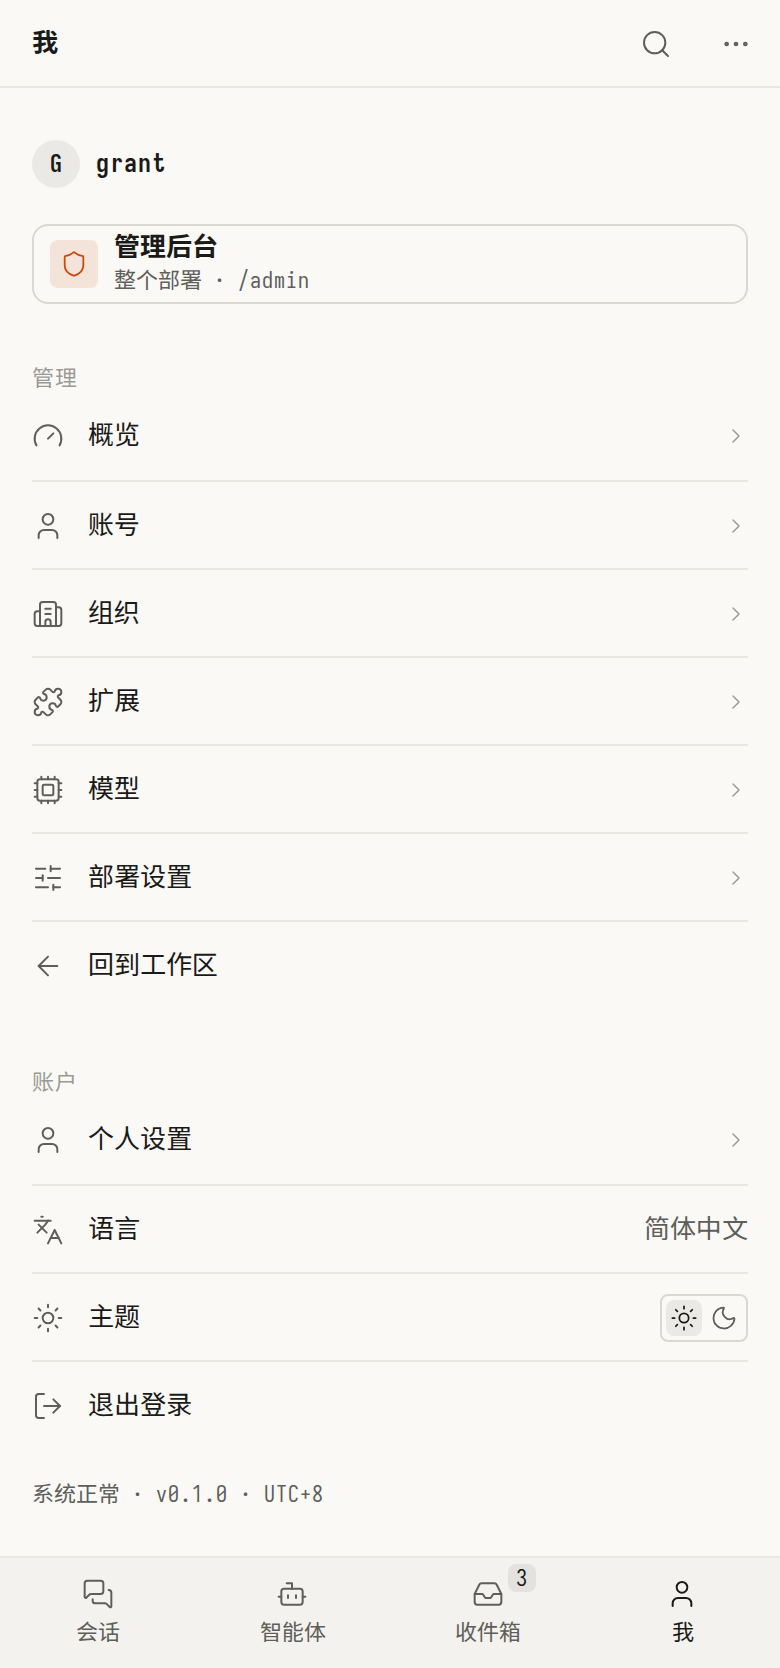 我
G grant
管理后台
整个部署 · /admin
管理
概览
账号
组织
扩展
模型
部署设置
回到工作区
账户
个人设置
语言 简体中文
主题
退出登录
系统正常 · v0.1.0 · UTC+8
3
会话 智能体 收件箱 我